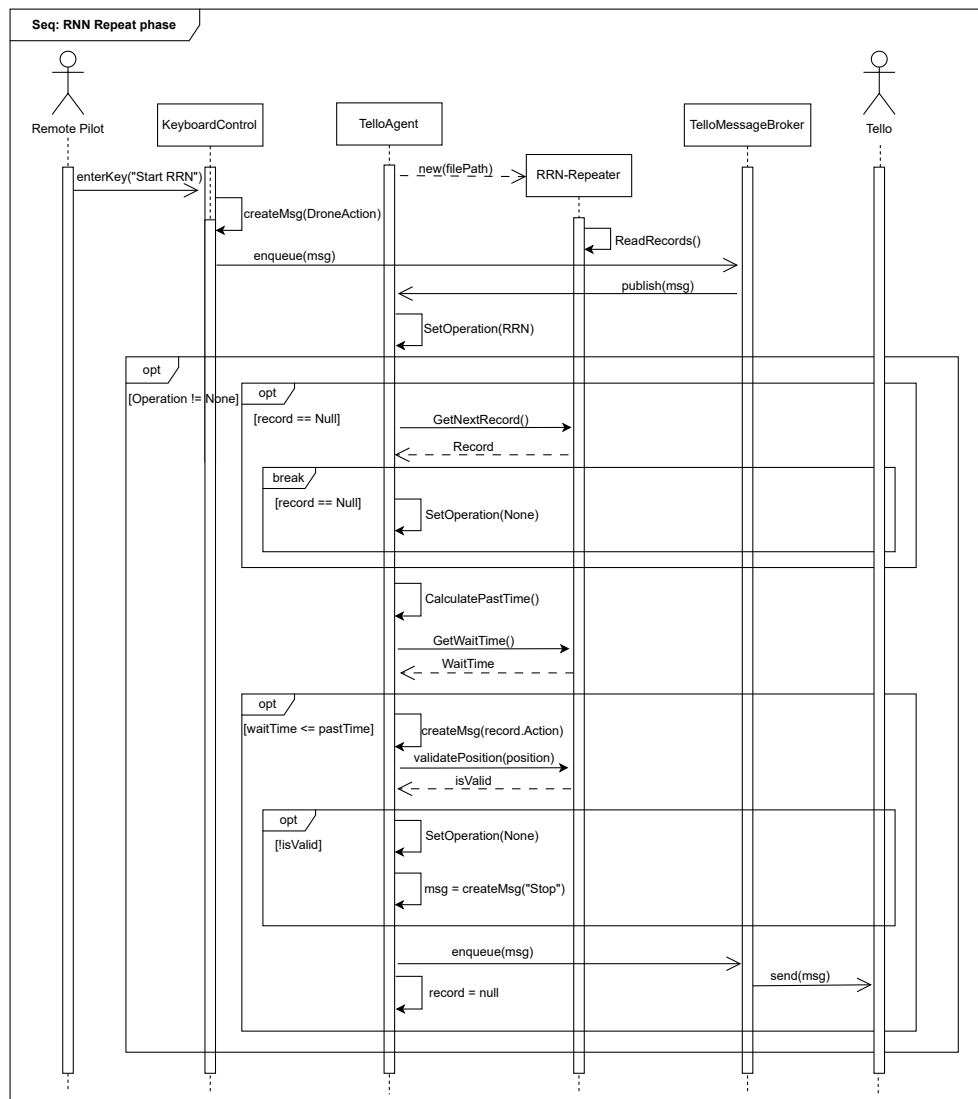 Seq: RNN Repeat phase
Remote Pilot
KeyboardControl
TelloAgent
TelloMessageBroker
Tello
new(filePath)
RRN-Repeater
enterKey("Start RRN")
createMsg(DroneAction)
ReadRecords()
enqueue(msg)
publish(msg)
SetOperation(RRN)
opt
[Operation != None]
opt
[record == Null]
GetNextRecord()
Record
break
[record == Null]
SetOperation(None)
CalculatePastTime()
GetWaitTime()
WaitTime
opt
[waitTime <= pastTime]
createMsg(record.Action)
validatePosition(position)
isValid
opt
[!isValid]
SetOperation(None)
msg = createMsg("Stop")
enqueue(msg)
send(msg)
record = null